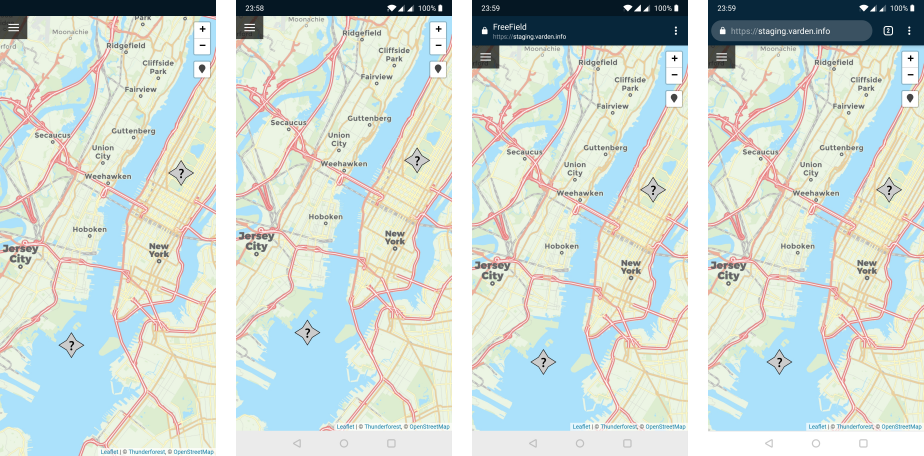 Park
Moonachie
Ridgefield
Cliffside
Park
Fairview
Secaucus
Guttenberg
Union
City
Weehawken
?
Hoboken
Jersey
City
New
York
?
+
−
Leaflet | © Thunderforest, © OpenStreetMap
23:58
100%
Moonachie
Ridgefield
Cliffside
Park
Fairview
Secaucus
Guttenberg
Union
City
Weehawken
?
Hoboken
Jersey
City
New
York
?
+
−
Leaflet | © Thunderforest, © OpenStreetMap
23:59
100%
FreeField
https://staging.varden.info
Moonachie
Ridgefield
Cliffside
Park
Fairview
Secaucus
Guttenberg
Union
City
Weehawken
?
Hoboken
Jersey
City
New
York
?
+
−
Leaflet | © Thunderforest, © OpenStreetMap
23:59
100%
https://staging.varden.info
2
Moonachie
Ridgefield
Cliffside
Park
Fairview
Secaucus
Guttenberg
Union
City
Weehawken
?
Hoboken
Jersey
City
New
York
?
+
−
Leaflet | © Thunderforest, © OpenStreetMap